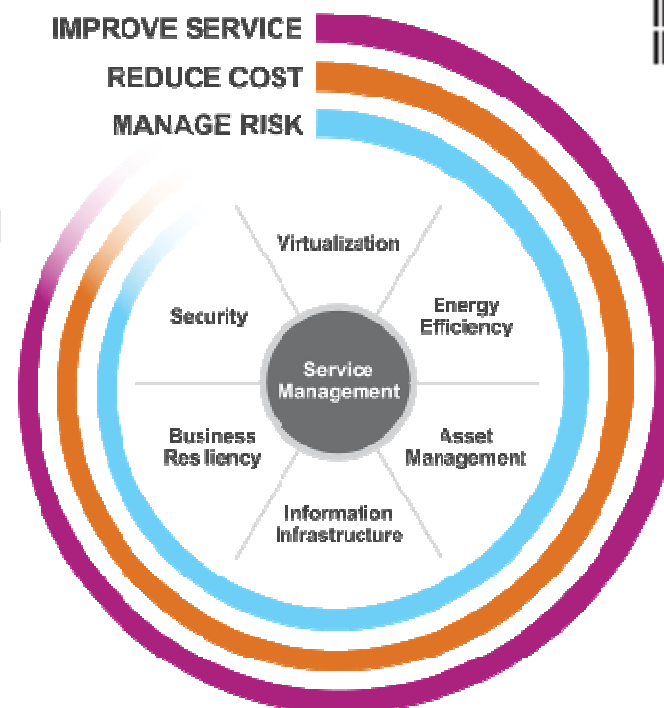 IMPROVE SERVICE
REDUCE COST
MANAGE RISK
Virtualization
Security
Energy
Efficiency
Service
Management
Business
Resiliency
Asset
Management
Information
Infrastructure